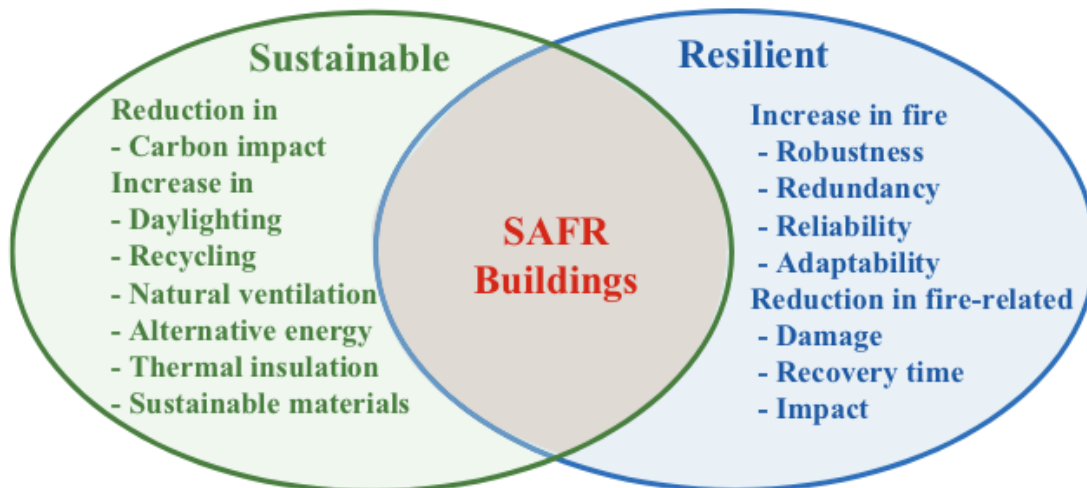 Sustainable
Reduction in
- Carbon impact
Increase in
- Daylighting
- Recycling
- Natural ventilation
- Alternative energy
- Thermal insulation
- Sustainable materials
SAFR
Buildings
Resilient
Increase in fire
- Robustness
- Redundancy
- Reliability
- Adaptability
Reduction in fire-related
- Damage
- Recovery time
- Impact